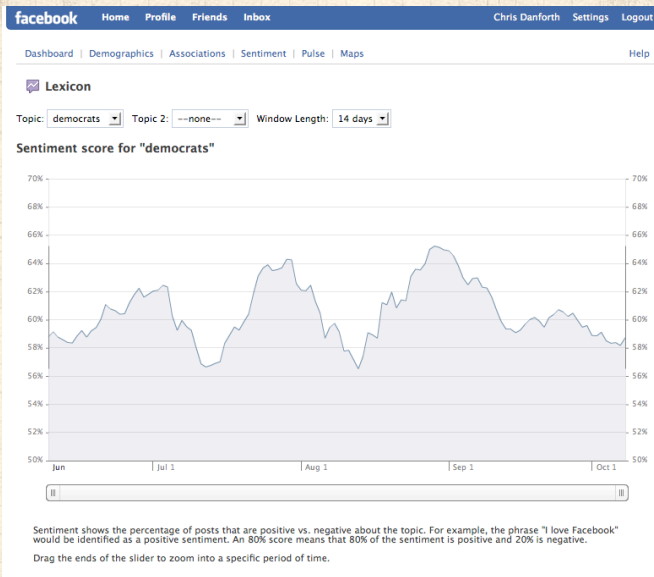 facebook Home Profile Friends Inbox Chris Danforth Settings Logout
Dashboard | Demographics | Associations | Sentiment | Pulse | Maps Help
Lexicon
Topic: democrats Topic 2: --none-- Window Length: 14 days
Sentiment score for "democrats"
70% 70%
68% 68%
66% 66%
64% 64%
62% 62%
60% 60%
58% 58%
56% 56%
54% 54%
52% 52%
50% 50%
Jun Jul 1 Aug 1 Sep 1 Oct 1
Sentiment shows the percentage of posts that are positive vs. negative about the topic. For example, the phrase "I love Facebook"
would be identified as a positive sentiment. An 80% score means that 80% of the sentiment is positive and 20% is negative.
Drag the ends of the slider to zoom into a specific period of time.